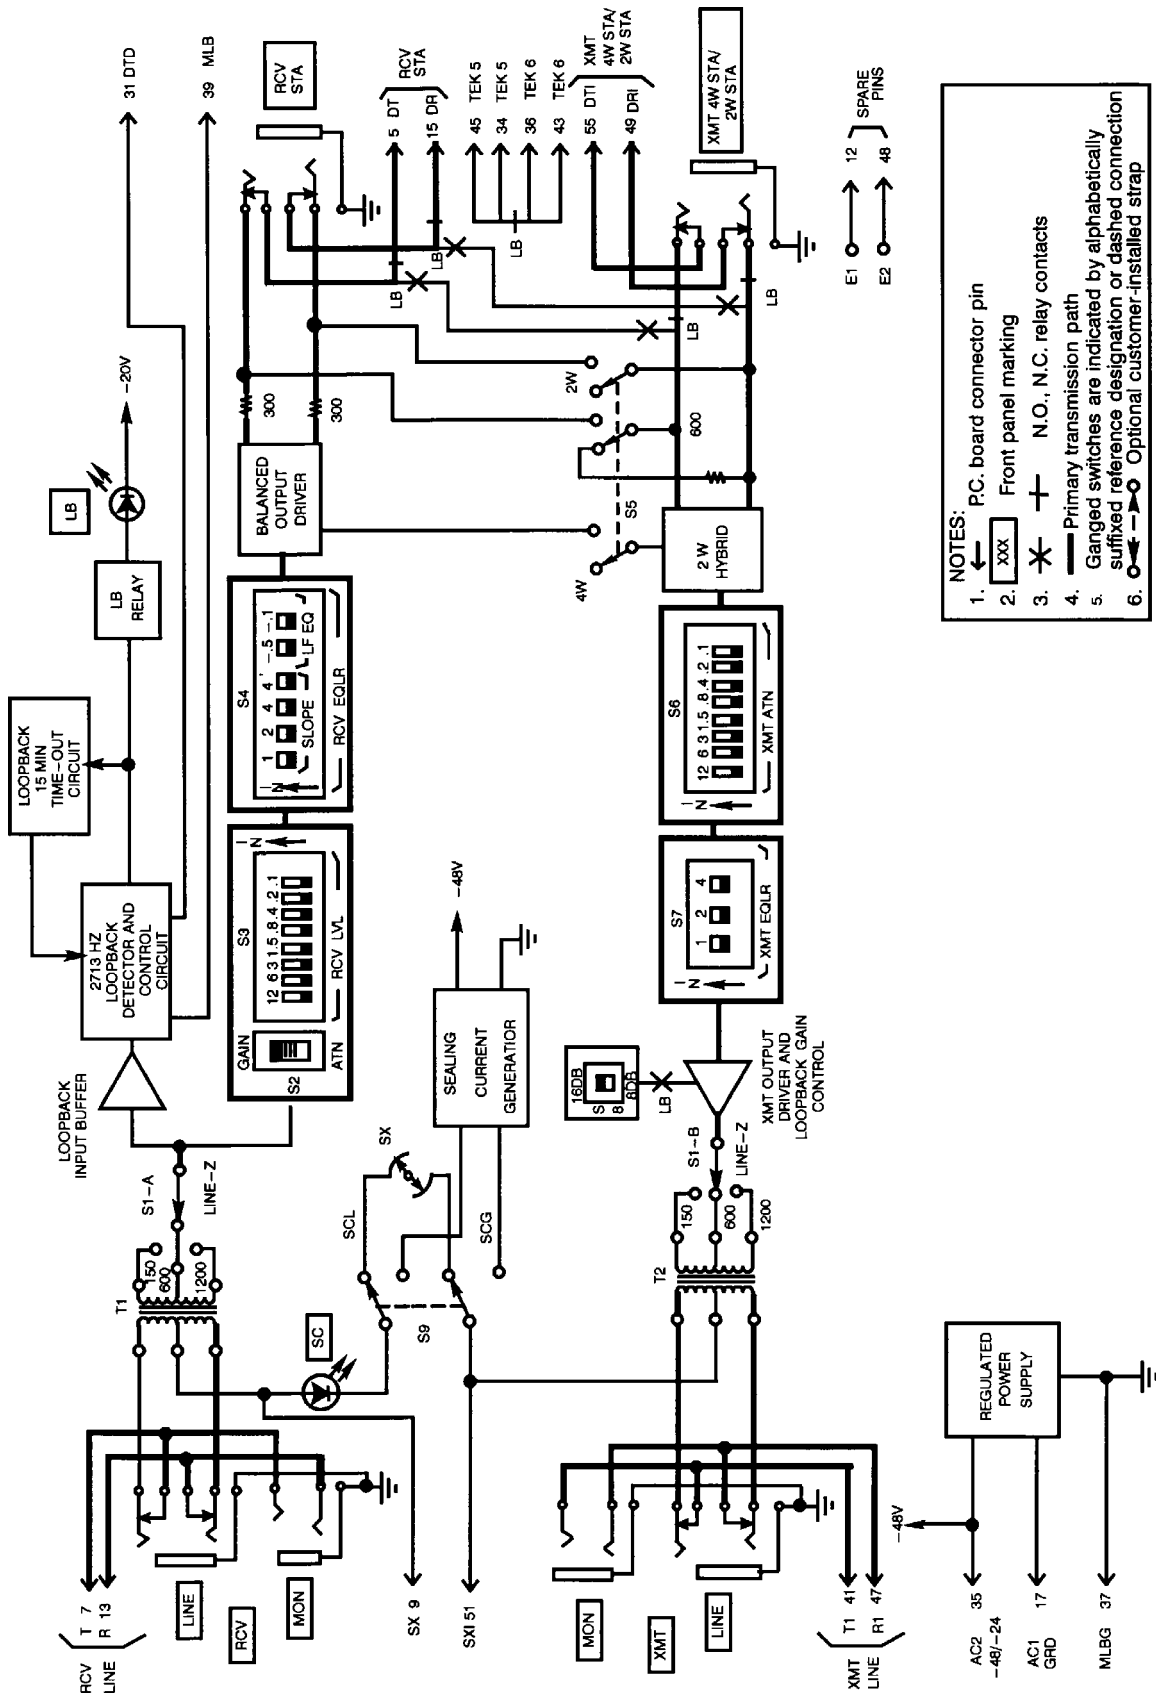 31 DTD
39 MLB
RCV
STA
5 DT
15 DR
RCV
STA
45 TEK 5
34 TEK 5
36 TEK 6
43 TEK 6
55 DTI
49 DRI
XMT
4W STA/
2W STA
XMT 4W STA/
2W STA
12
48
SPARE
PINS
E1
E2
LB
LB
LB
LB
LB
-20V
LB
LB
RELAY
LOOPBACK
15 MIN
TIME-OUT
CIRCUIT
2713 HZ
LOOPBACK
DETECTOR AND
CONTROL
CIRCUIT
LOOPBACK
INPUT BUFFER
300
300
BALANCED
OUTPUT
DRIVER
S4
IN
1 2 4 4 -.5 -.1
SLOPE
LF EQ
RCV EQLR
S3
IN
12 6 3 1.5 .8 .4 .2 .1
RCV LVL
GAIN
ATN
S2
2W
4W
S5
600
2 W
HYBRID
S6
IN
12 6 3 1.5 .8 .4 .2 .1
XMT ATN
S7
IN
1 2 4
XMT EQLR
-48V
SEALING
CURRENT
GENERATIOR
16DB
S
8
8DB
LB
XMT OUTPUT
DRIVER AND
LOOPBACK GAIN
CONTROL
S1-A
LINE-Z
S1-B
LINE-Z
T1
150
600
1200
T2
150
600
1200
SX
SCL
SCG
S9
SC
T 7
R 13
RCV
LINE
LINE
RCV
MON
SX 9
SXI 51
MON
XMT
LINE
T1 41
R1 47
XMT
LINE
-48V
REGULATED
POWER
SUPPLY
35
AC2
-48/-24
17
AC1
GRD
37
MLBG
NOTES:
1. P.C. board connector pin
2. XXX Front panel marking
3. N.O., N.C. relay contacts
4. Primary transmission path
5. Ganged switches are indicated by alphabetically
suffixed reference designation or dashed connection
6. Optional customer-installed strap